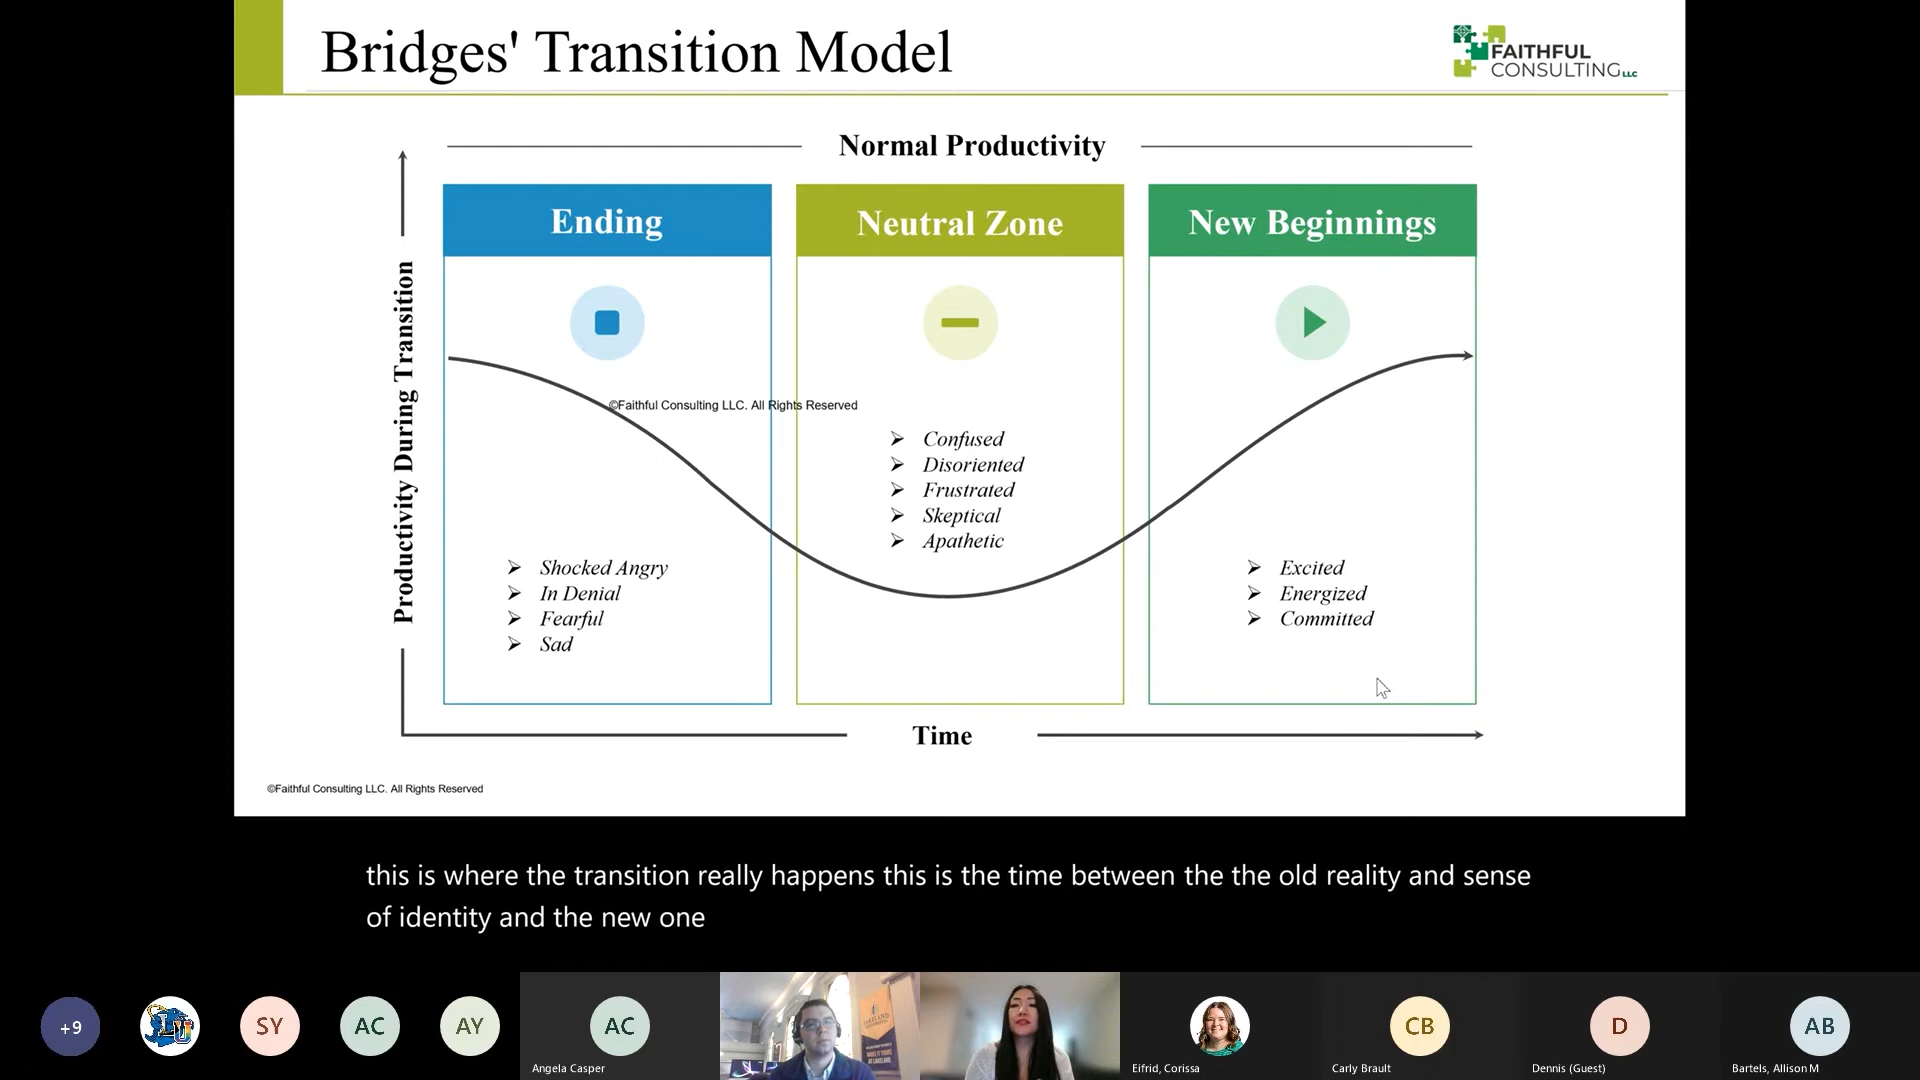 Bridges' Transition Model
FAITHFUL
CONSULTING LLC
Normal Productivity
Productivity During Transition
Ending
Neutral Zone
New Beginnings
©Faithful Consulting LLC. All Rights Reserved
Shocked Angry
In Denial
Fearful
Sad
Confused
Disoriented
Frustrated
Skeptical
Apathetic
Excited
Energized
Committed
Time
©Faithful Consulting LLC. All Rights Reserved
this is where the transition really happens this is the time between the the old reality and sense
of identity and the new one
+9
LU
SY
AC
AY
AC
Angela Casper
LAKELAND
Eifrid, Corissa
CB
Carly Brault
D
Dennis (Guest)
AB
Bartels, Allison M